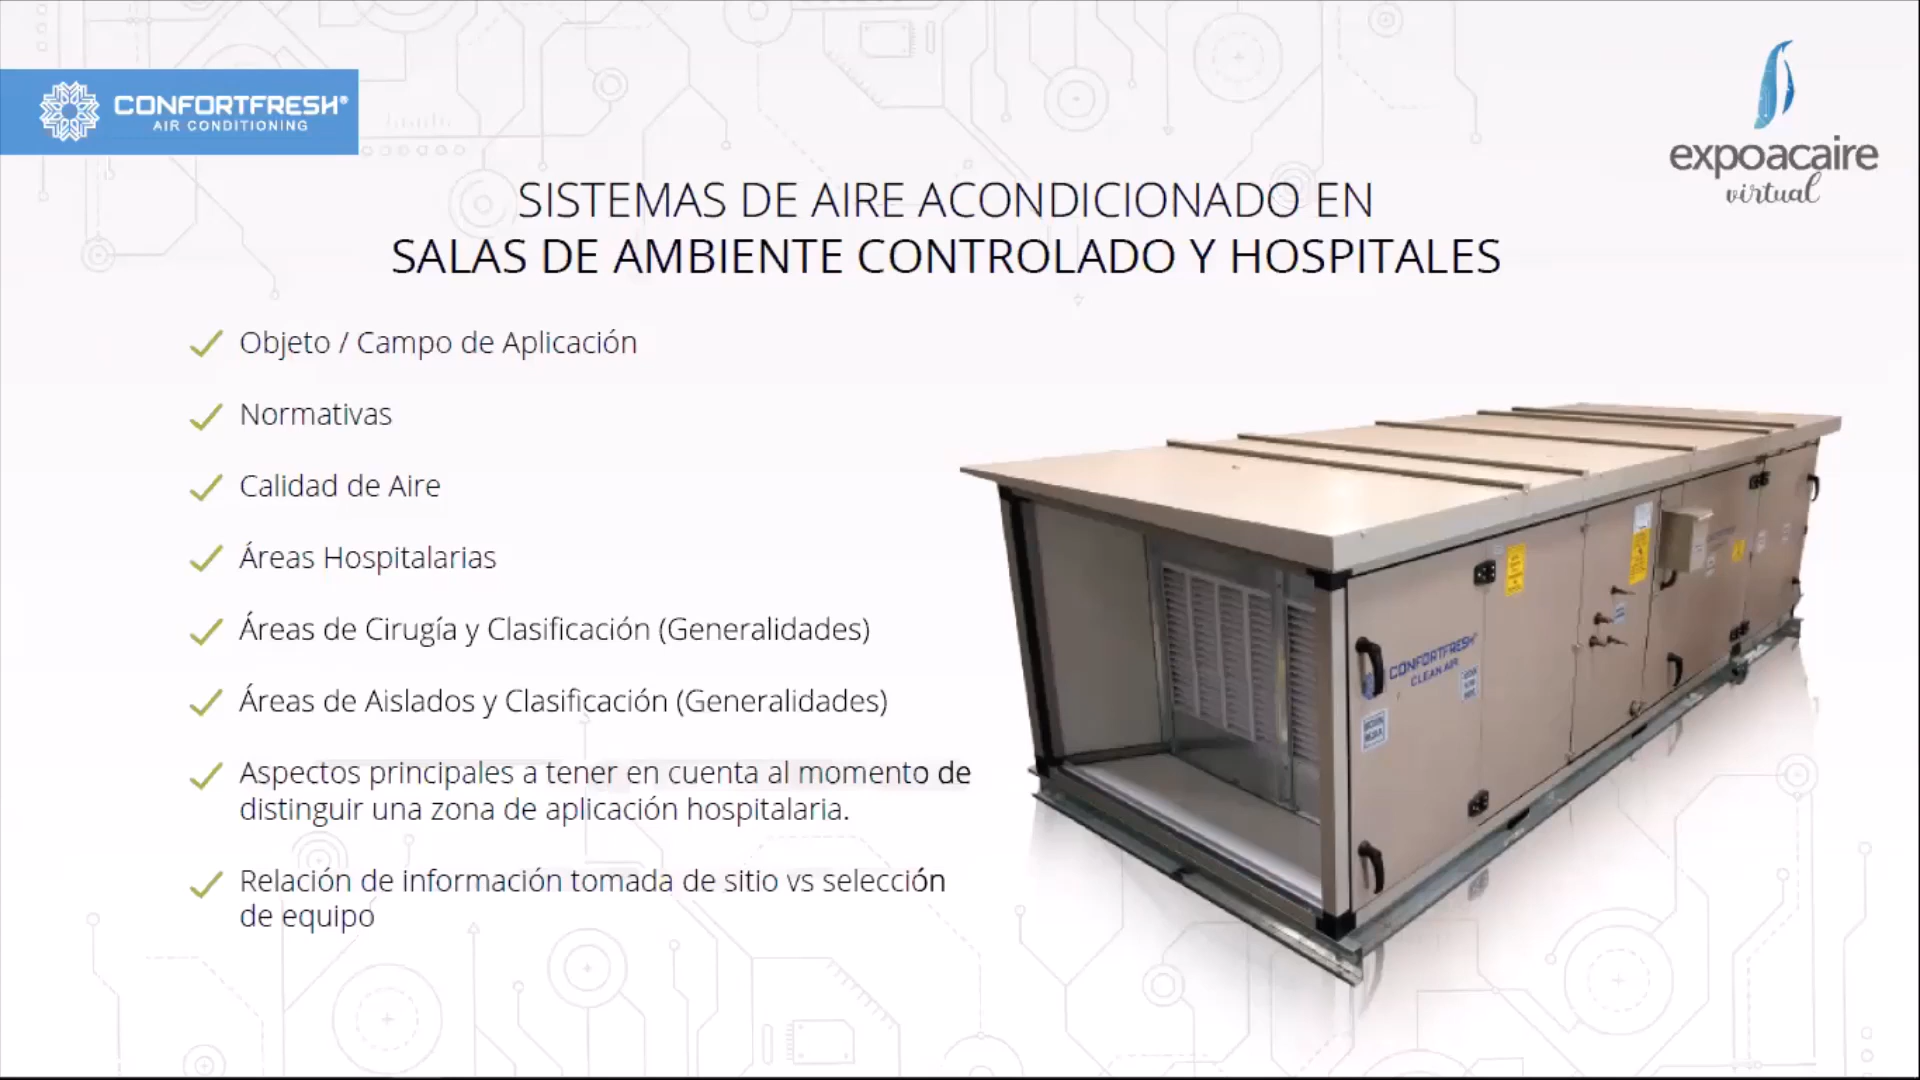 CONFORTFRESH®
AIR CONDITIONING
expoacaire
virtual
SISTEMAS DE AIRE ACONDICIONADO EN
SALAS DE AMBIENTE CONTROLADO Y HOSPITALES
Objeto / Campo de Aplicación
Normativas
Calidad de Aire
Áreas Hospitalarias
Áreas de Cirugía y Clasificación (Generalidades)
Áreas de Aislados y Clasificación (Generalidades)
Aspectos principales a tener en cuenta al momento de
distinguir una zona de aplicación hospitalaria.
Relación de información tomada de sitio vs selección
de equipo
CONFORTFRESH®
CLEAN AIR